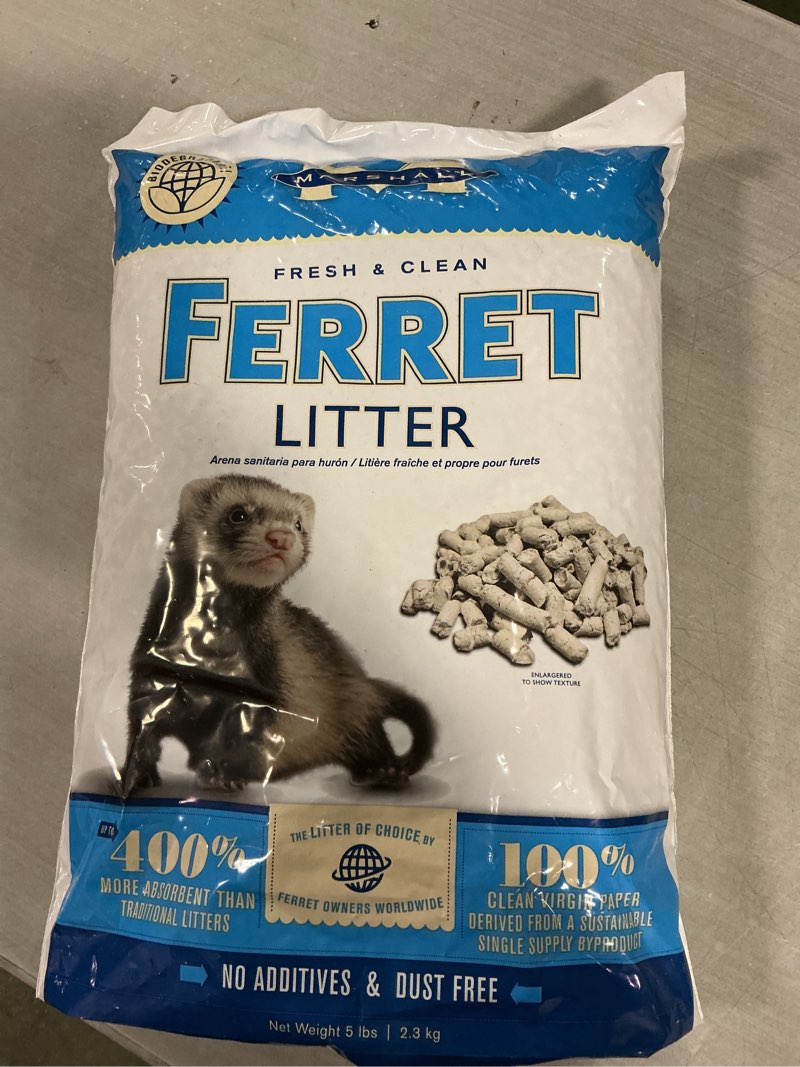 BIODEGRADABLE
MARSHALL
FRESH & CLEAN
FERRET
LITTER
Arena sanitaria para hurón / Litière fraîche et propre pour furets
ENLARGERED
TO SHOW TEXTURE
UP TO
400%
MORE ABSORBENT THAN
TRADITIONAL LITTERS
THE LITTER OF CHOICE BY
FERRET OWNERS WORLDWIDE
100%
CLEAN VIRGIN PAPER
DERIVED FROM A SUSTAINABLE
SINGLE SUPPLY BYPRODUCT
NO ADDITIVES & DUST FREE
Net Weight 5 lbs | 2.3 kg